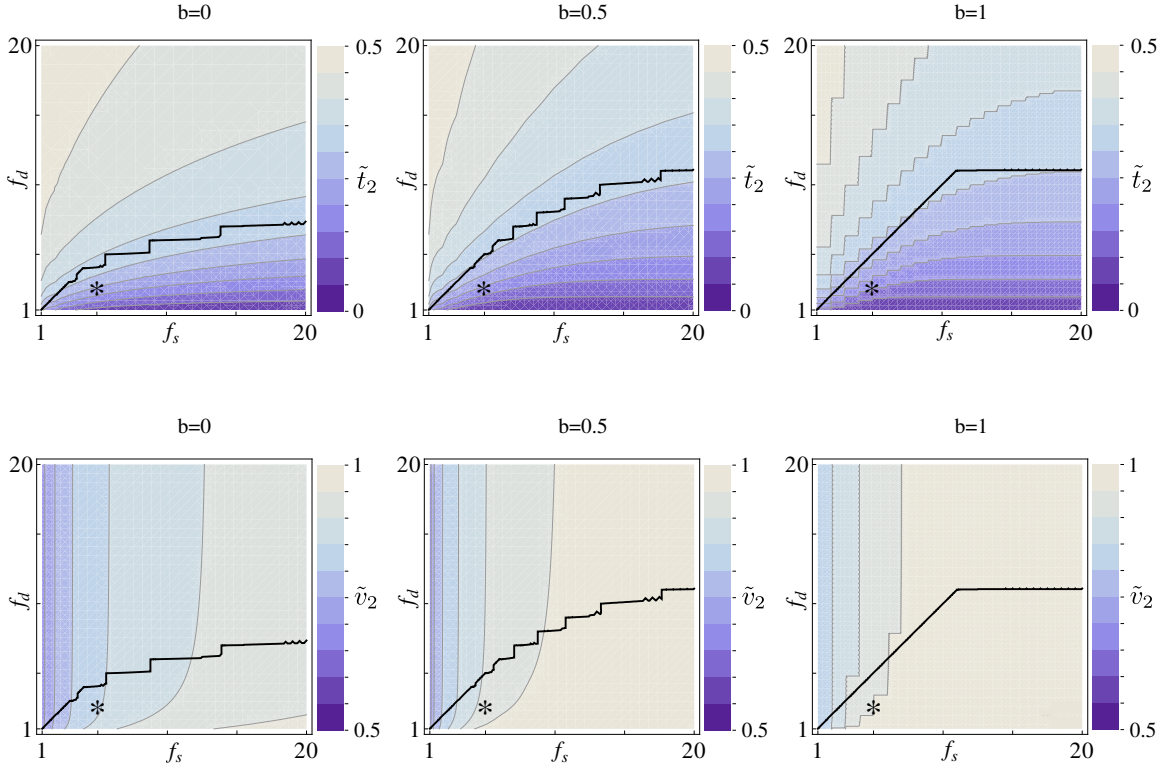 b=0 b=0.5 b=1
20 0.5 20 0.5 20 0.5
f_d t̃_2 f_d t̃_2 f_d t̃_2
* * *
1 0 1 0 1 0
1 f_s 20 1 f_s 20 1 f_s 20
b=0 b=0.5 b=1
20 1 20 1 20 1
f_d ṽ_2 f_d ṽ_2 f_d ṽ_2
* * *
1 0.5 1 0.5 1 0.5
1 f_s 20 1 f_s 20 1 f_s 20